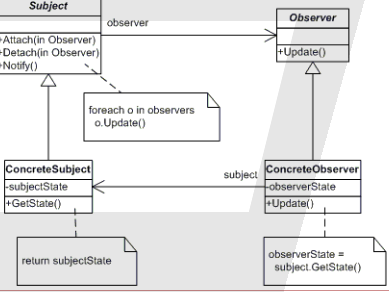 Subject
+Attach(in Observer)
+Detach(in Observer)
+Notify()
observer
Observer
+Update()
foreach o in observers
o.Update()
ConcreteSubject
-subjectState
+GetState()
subject
ConcreteObserver
-observerState
+Update()
return subjectState
observerState =
subject.GetState()